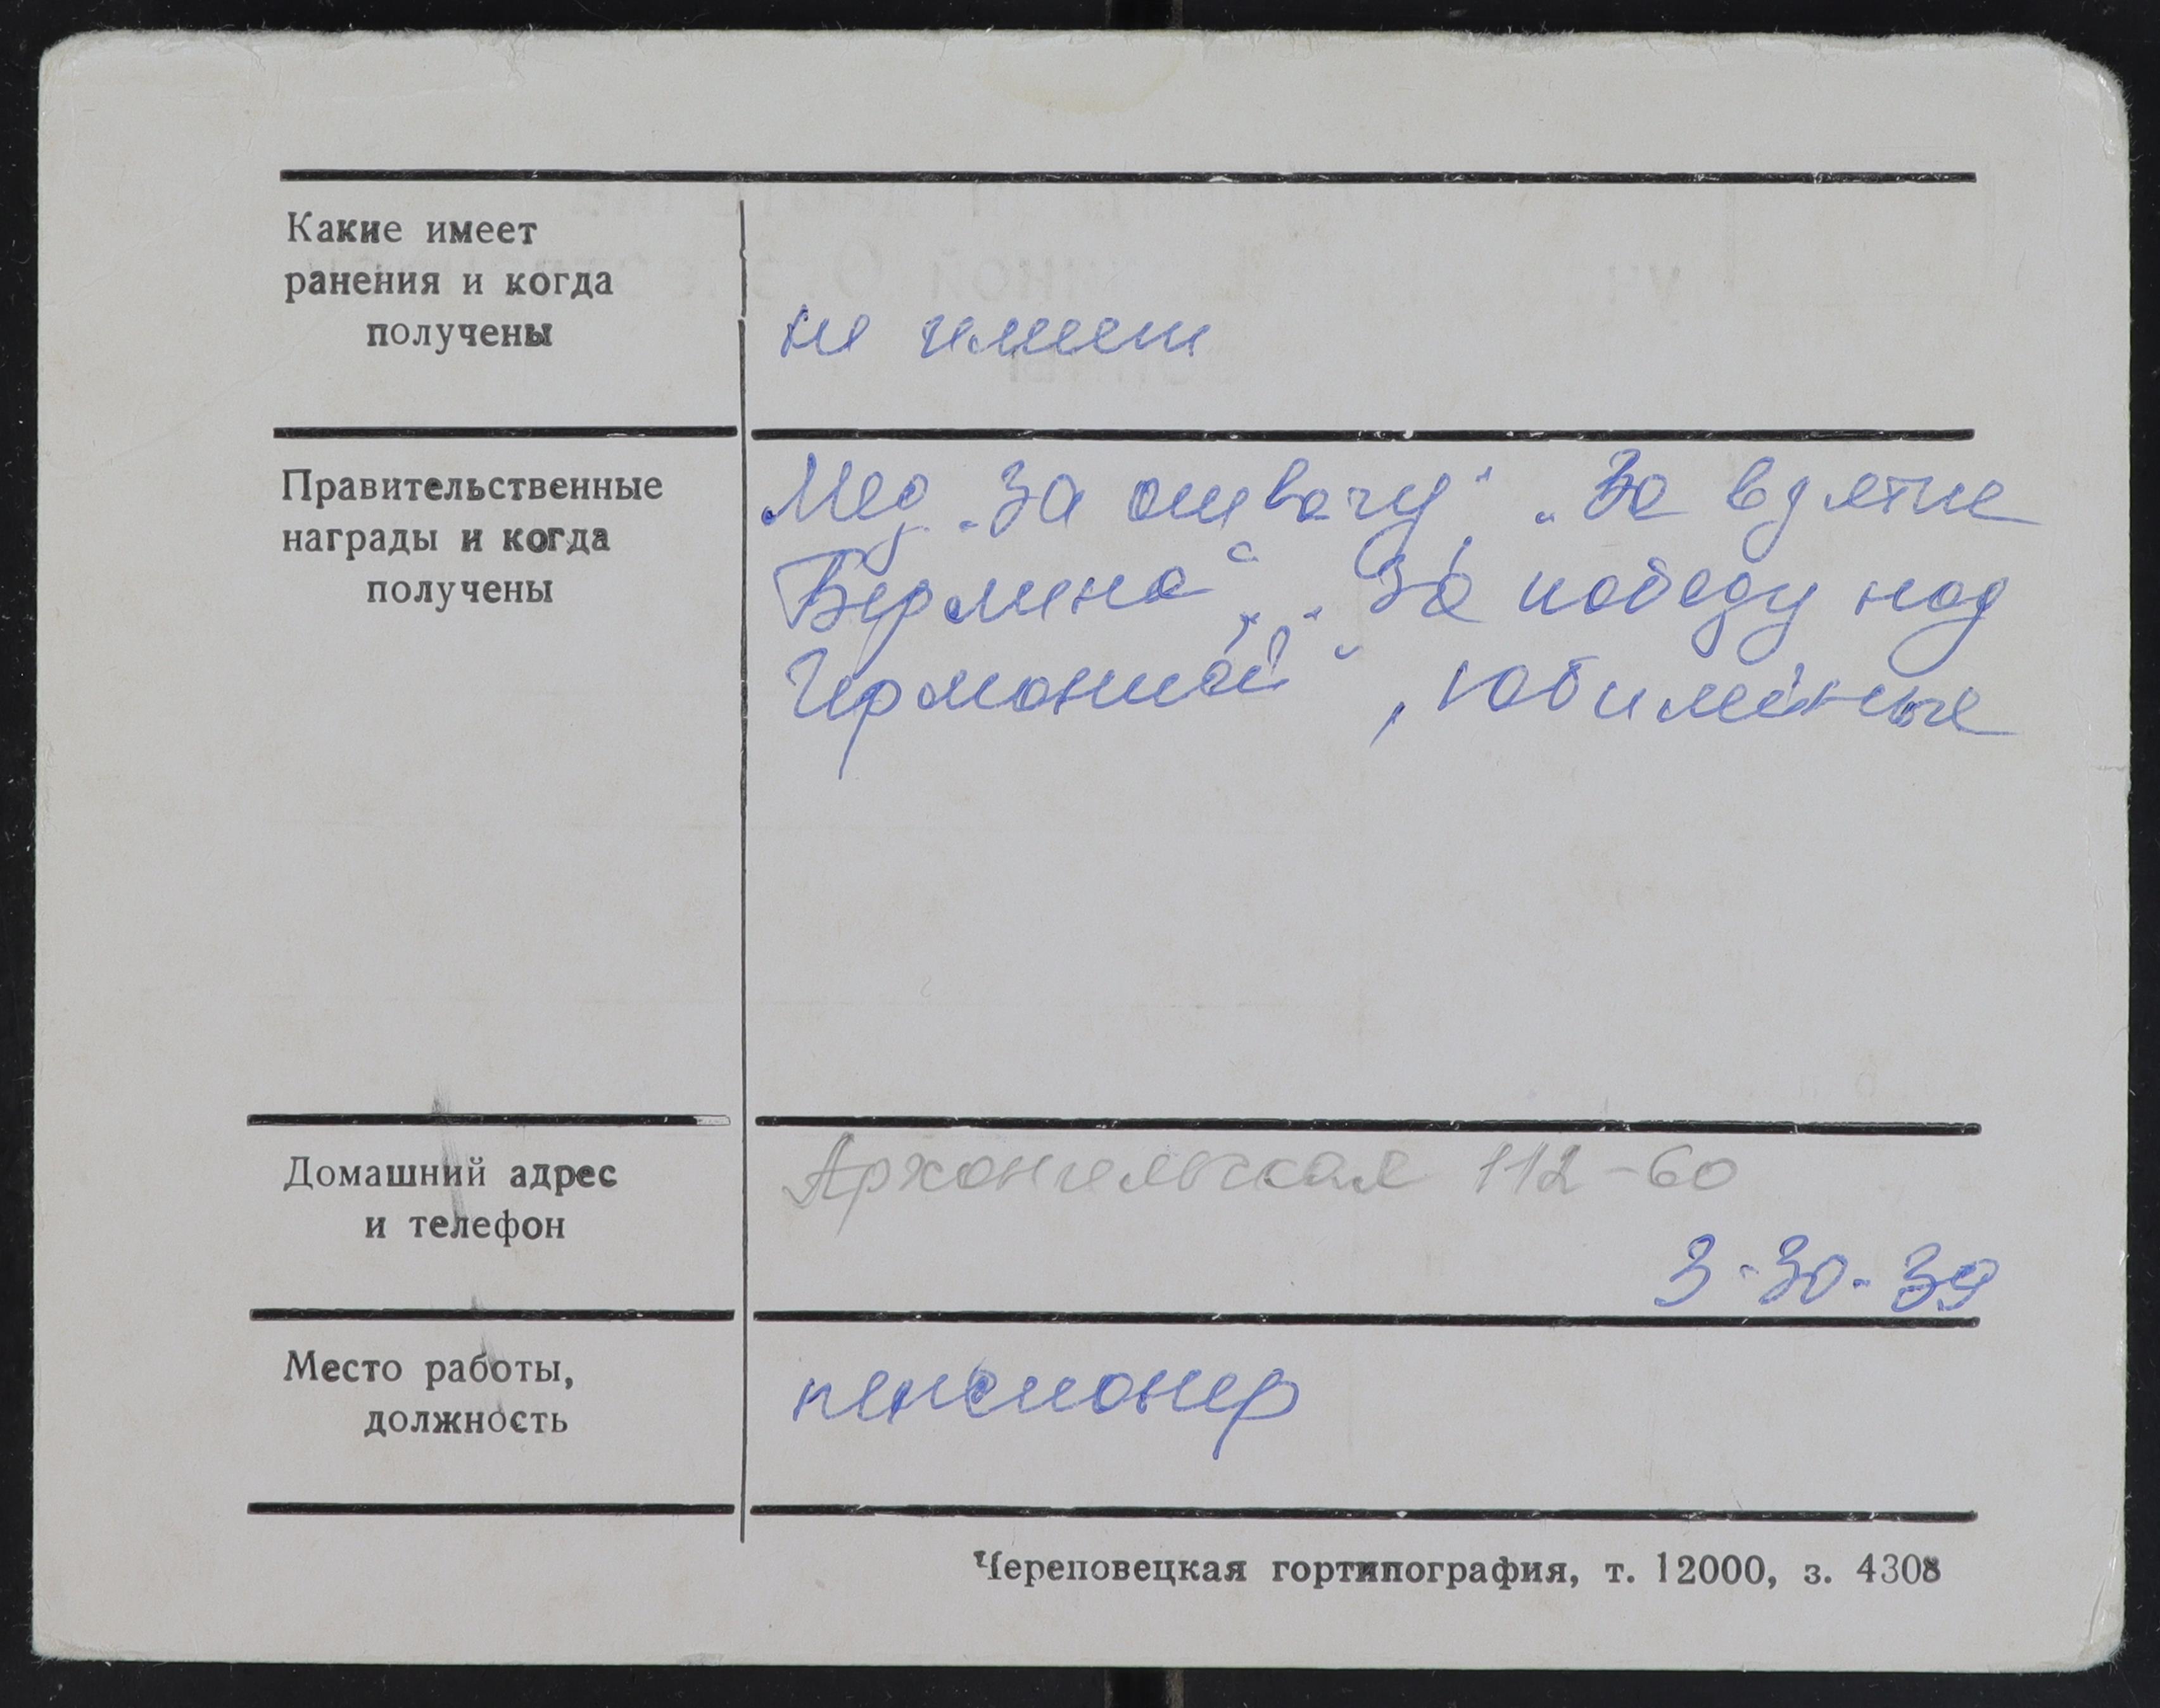 Какие имеет
ранения и когда
получены
не имеет
Правительственные
награды и когда
получены
Мед. „За отвагу“ „За взятие
Берлина“, „За победу над
Германией“, юбилейные
Домашний адрес
и телефон
Архангельская 112-60
3-30-39
Место работы,
должность
пенсионер
Череповецкая гортипография, т. 12000, з. 4308